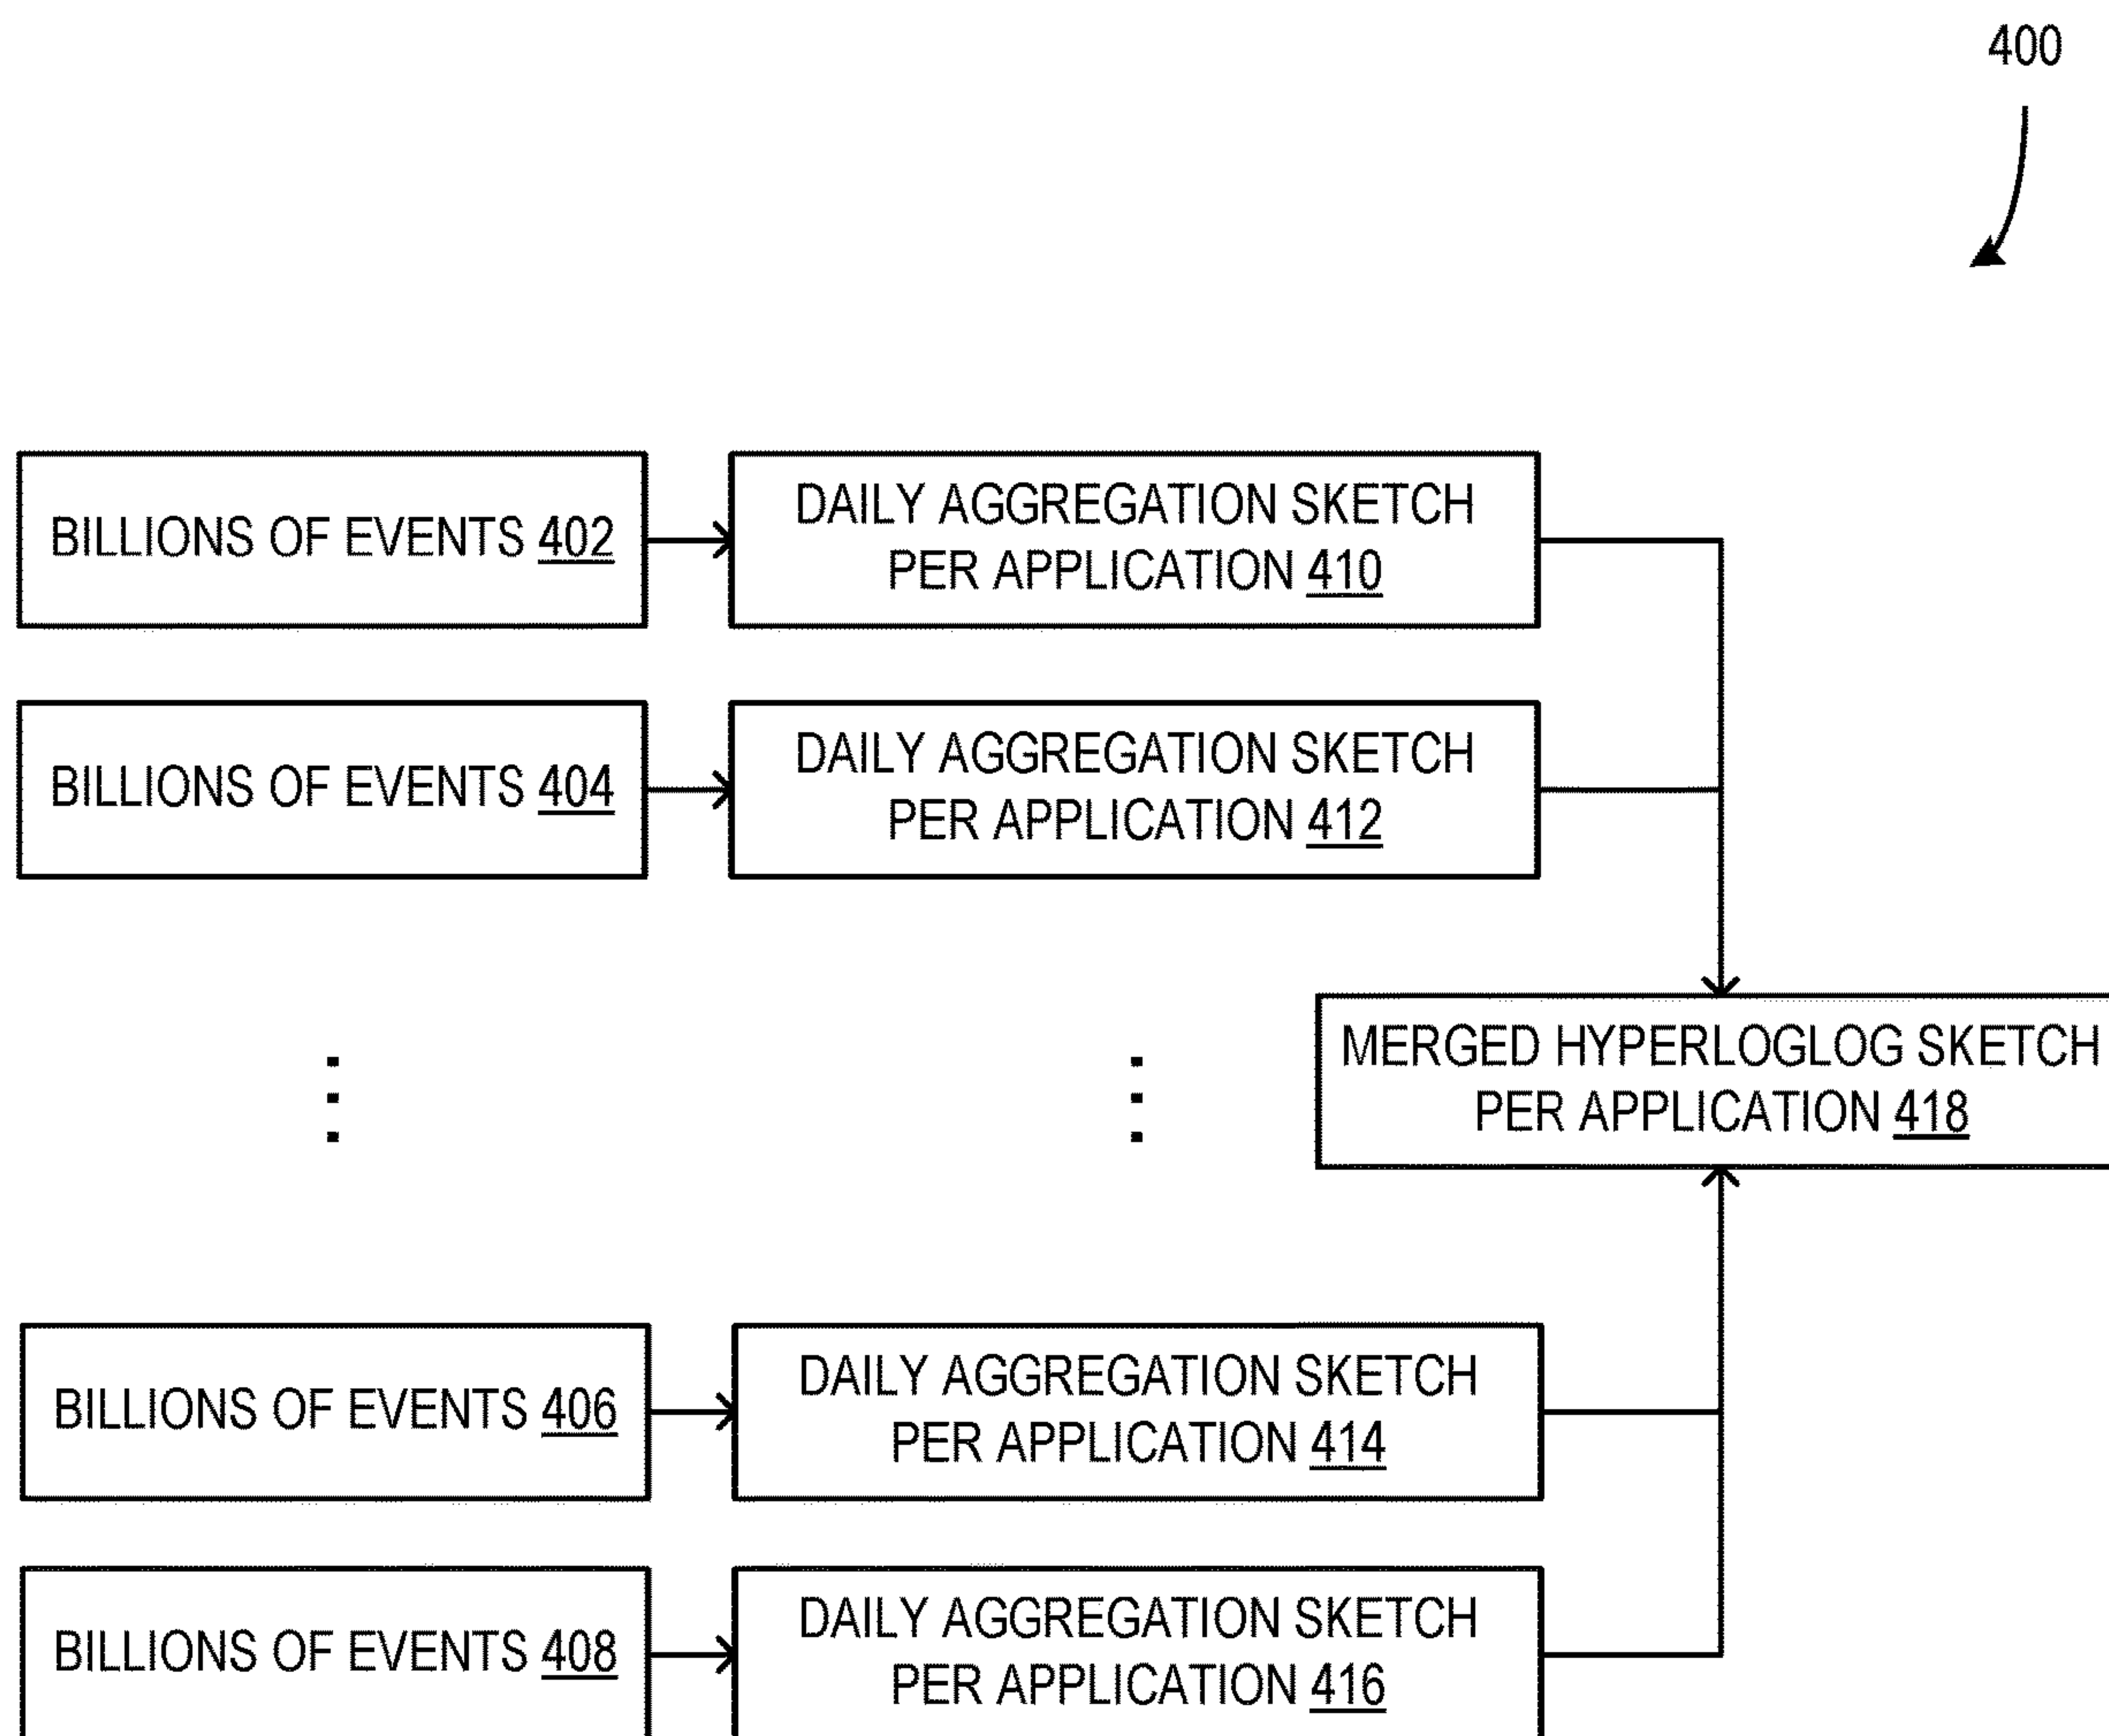 400
BILLIONS OF EVENTS 402
DAILY AGGREGATION SKETCH
PER APPLICATION 410
BILLIONS OF EVENTS 404
DAILY AGGREGATION SKETCH
PER APPLICATION 412
MERGED HYPERLOGLOG SKETCH
PER APPLICATION 418
BILLIONS OF EVENTS 406
DAILY AGGREGATION SKETCH
PER APPLICATION 414
BILLIONS OF EVENTS 408
DAILY AGGREGATION SKETCH
PER APPLICATION 416